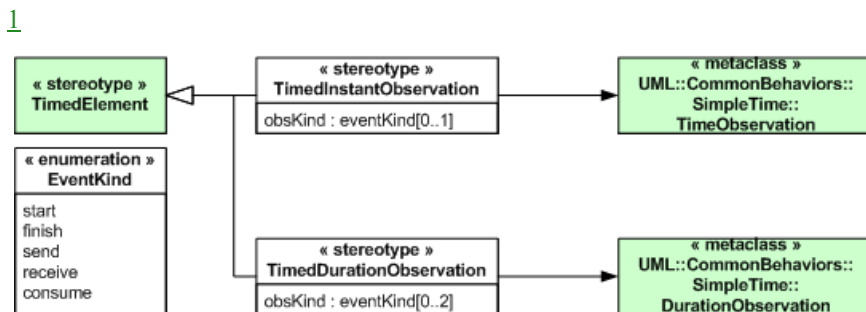 1
« stereotype »
TimedElement
« stereotype »
TimedInstantObservation
obsKind : eventKind[0..1]
« metaclass »
UML::CommonBehaviors::
SimpleTime::
TimeObservation
« enumeration »
EventKind
start
finish
send
receive
consume
« stereotype »
TimedDurationObservation
obsKind : eventKind[0..2]
« metaclass »
UML::CommonBehaviors::
SimpleTime::
DurationObservation